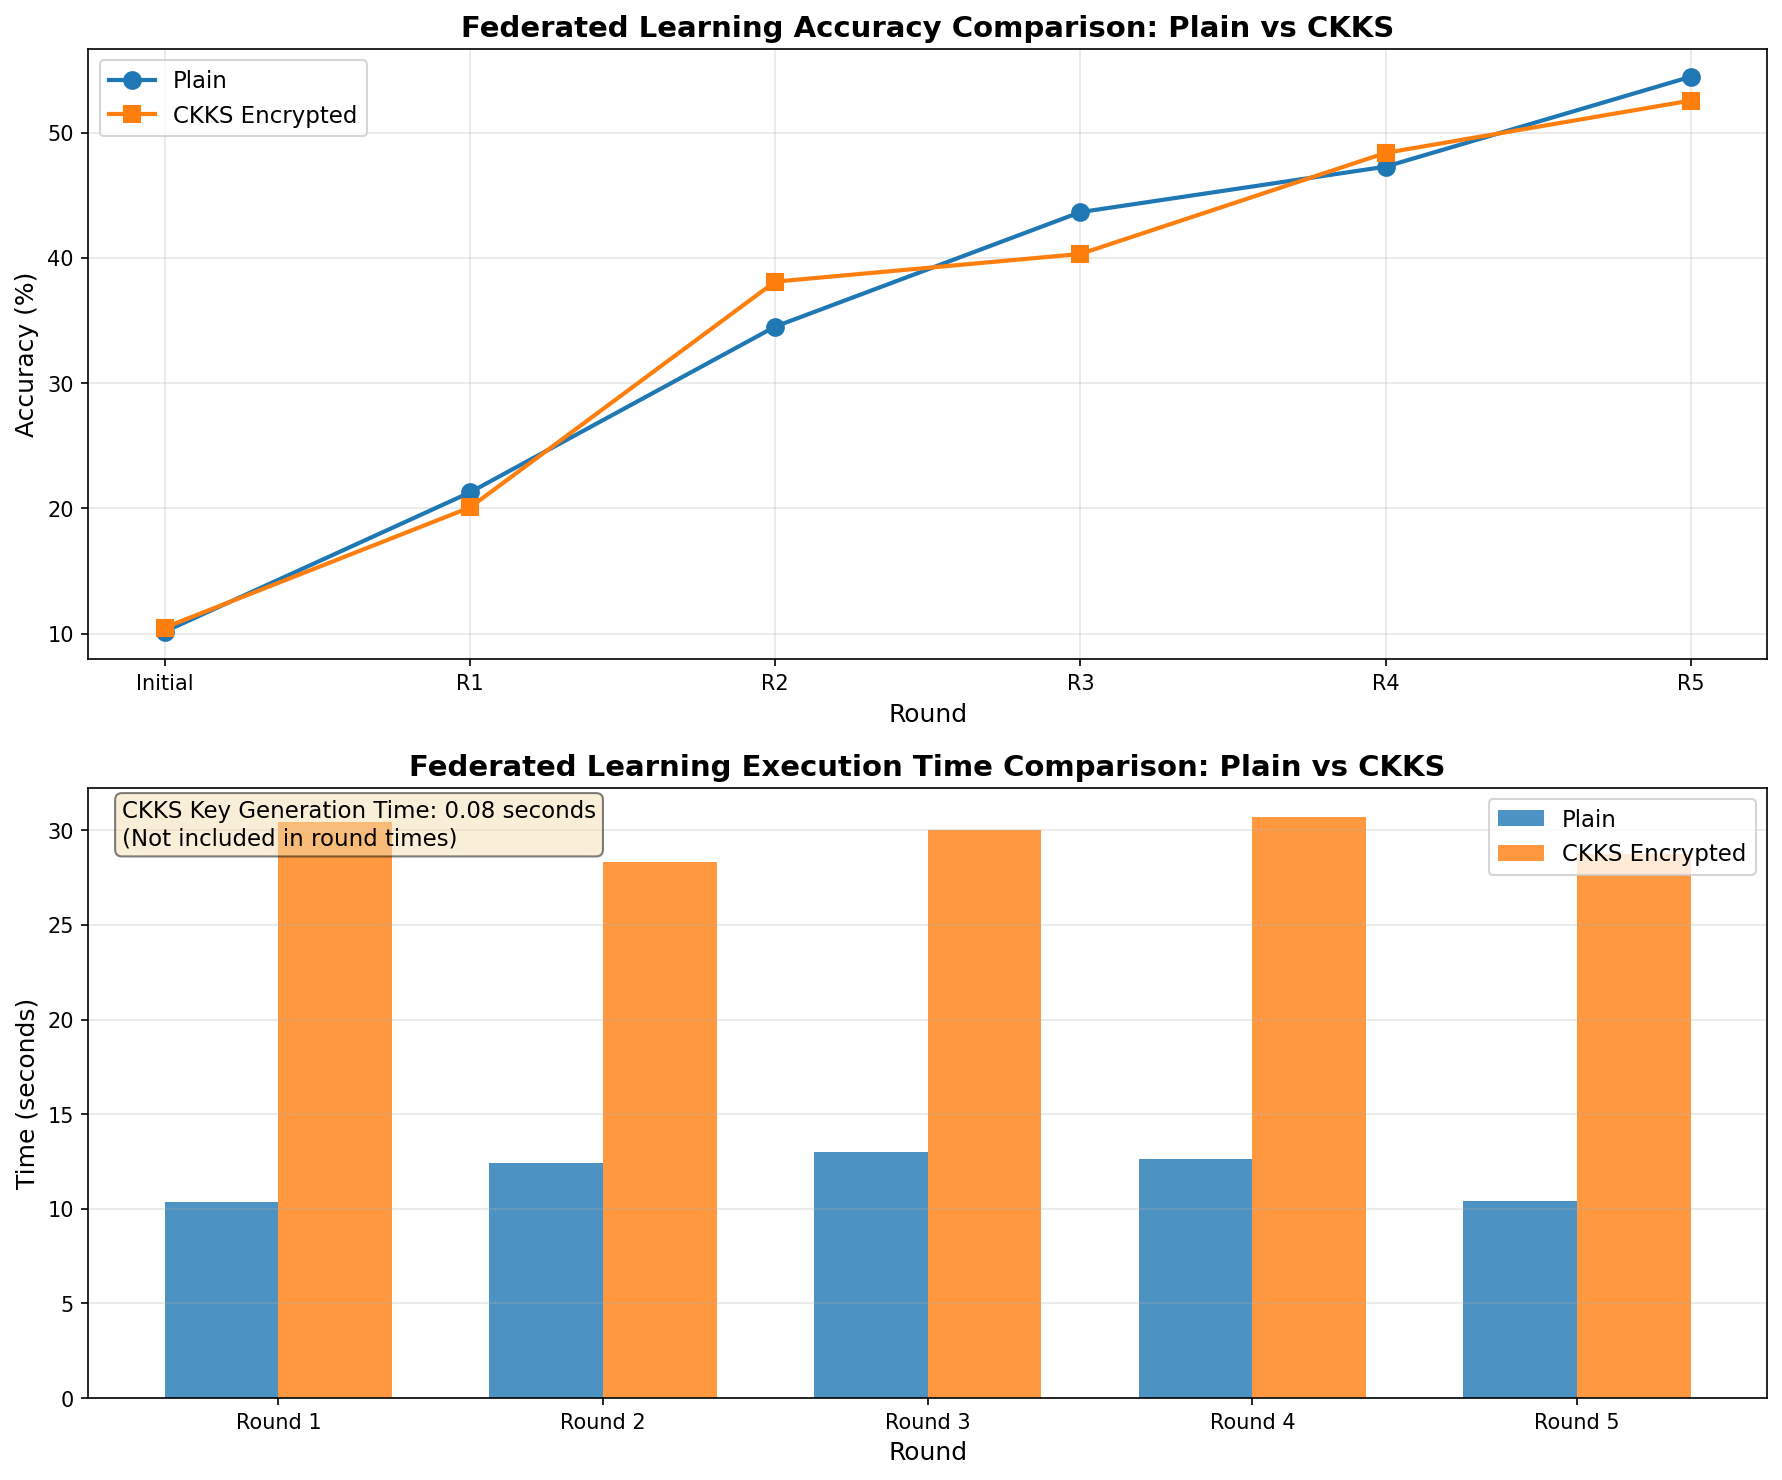 Federated Learning Accuracy Comparison: Plain vs CKKS
Plain
CKKS Encrypted
Accuracy (%)
50
40
30
20
10
Initial R1 R2 R3 R4 R5
Round
Federated Learning Execution Time Comparison: Plain vs CKKS
CKKS Key Generation Time: 0.08 seconds
(Not included in round times)
Plain
CKKS Encrypted
Time (seconds)
30
25
20
15
10
5
0
Round 1 Round 2 Round 3 Round 4 Round 5
Round